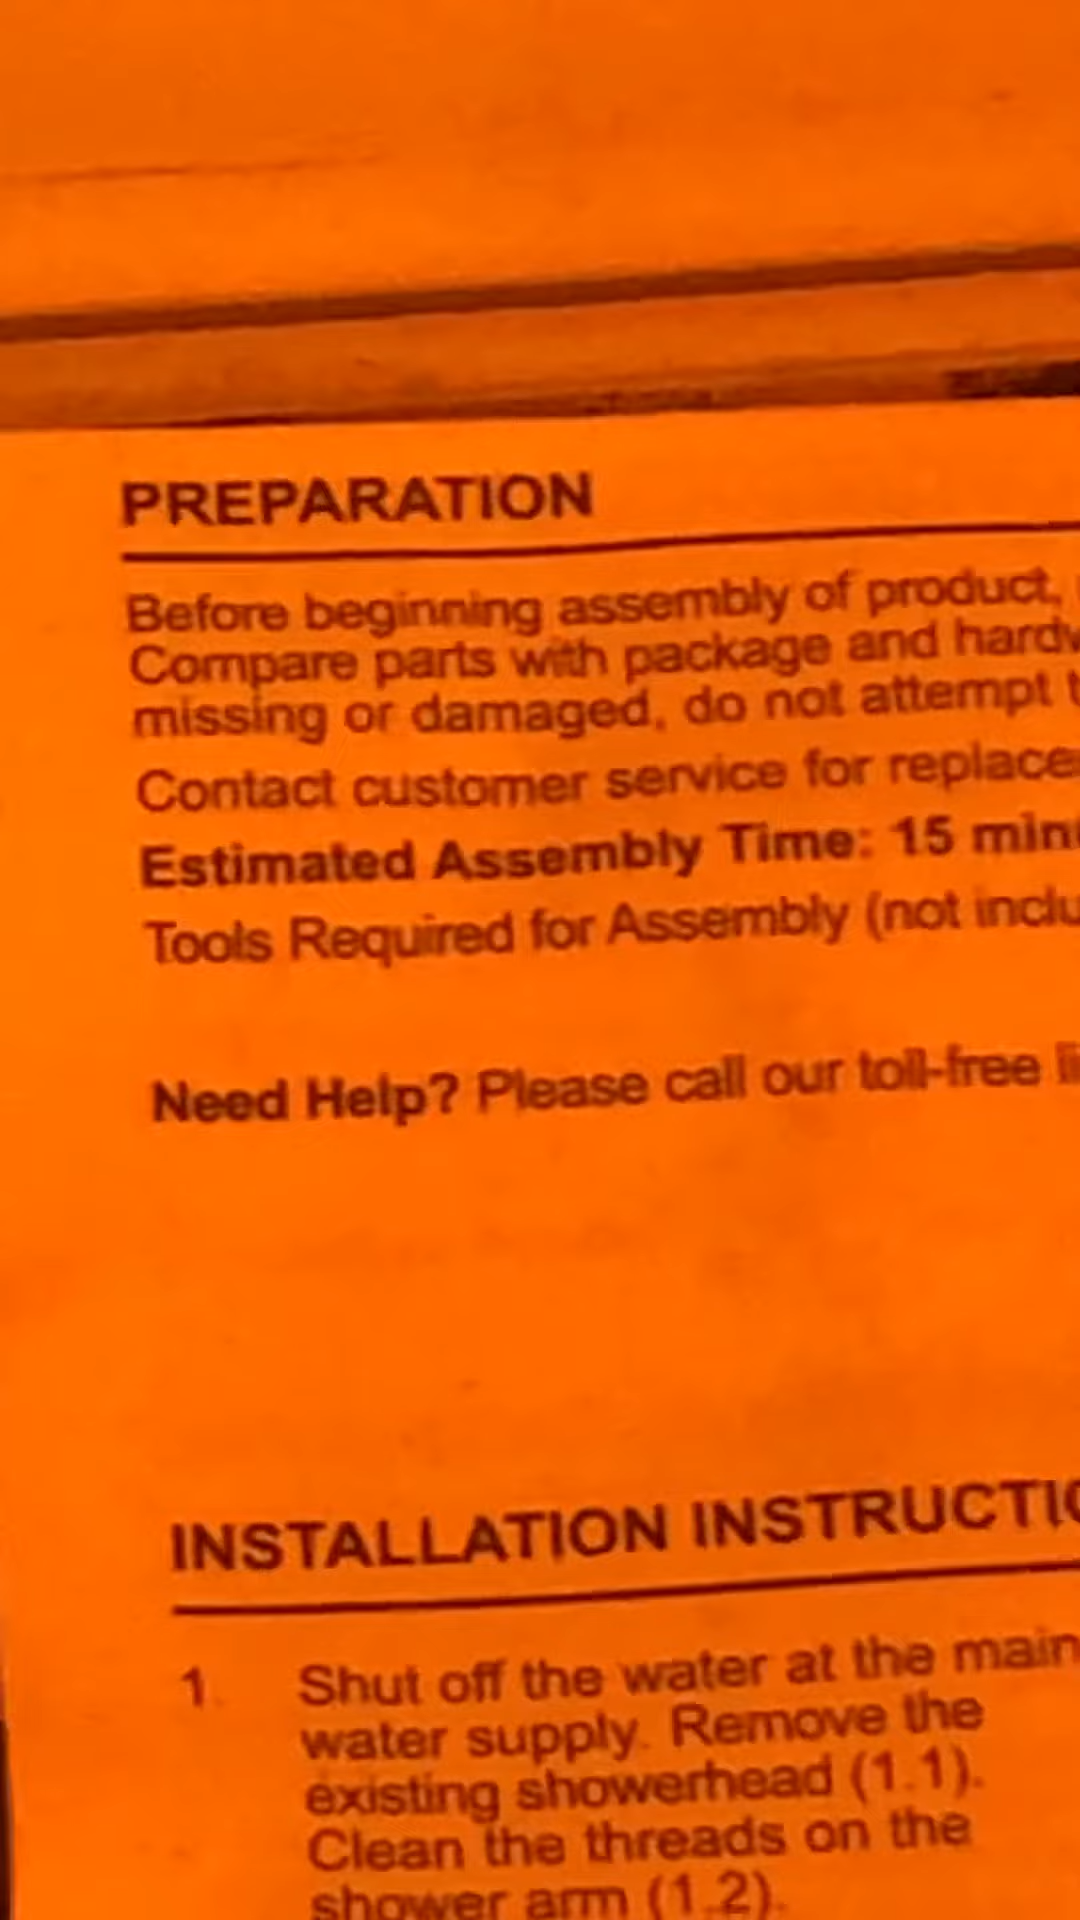 PREPARATION
Before beginning assembly of product,
Compare parts with package and
missing or damaged, do not attempt
Contact customer service for
Estimated Assembly Time: 15
Tools Required for Assembly (not
Need Help? Please call our toll-free
INSTALLATION
1. Shut off the water at the main
water supply. Remove the
existing showerhead (1.1).
Clean the threads on the
shower arm (1.2).